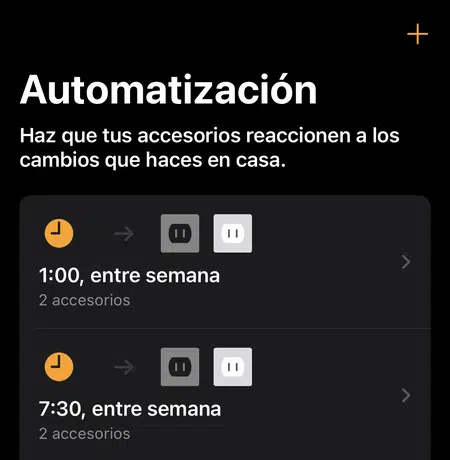 Automatización
Haz que tus accesorios reaccionen a los
cambios que haces en casa.
1:00, entre semana
2 accesorios
7:30, entre semana
2 accesorios